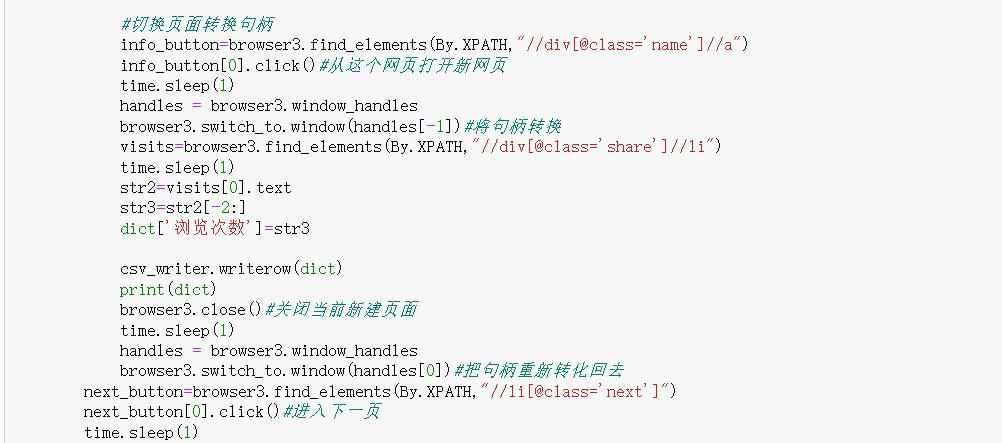 #切换页面转换句柄
info_button=browser3.find_elements(By.XPATH,"//div[@class='name']//a")
info_button[0].click()#从这个网页打开新网页
time.sleep(1)
handles = browser3.window_handles
browser3.switch_to.window(handles[-1])#将句柄转换
visits=browser3.find_elements(By.XPATH,"//div[@class='share']//li")
time.sleep(1)
str2=visits[0].text
str3=str2[-2:]
dict['浏览次数']=str3
csv_writer.writerow(dict)
print(dict)
browser3.close()#关闭当前新建页面
time.sleep(1)
handles = browser3.window_handles
browser3.switch_to.window(handles[0])#把句柄重新转化回去
next_button=browser3.find_elements(By.XPATH,"//li[@class='next']")
next_button[0].click()#进入下一页
time.sleep(1)